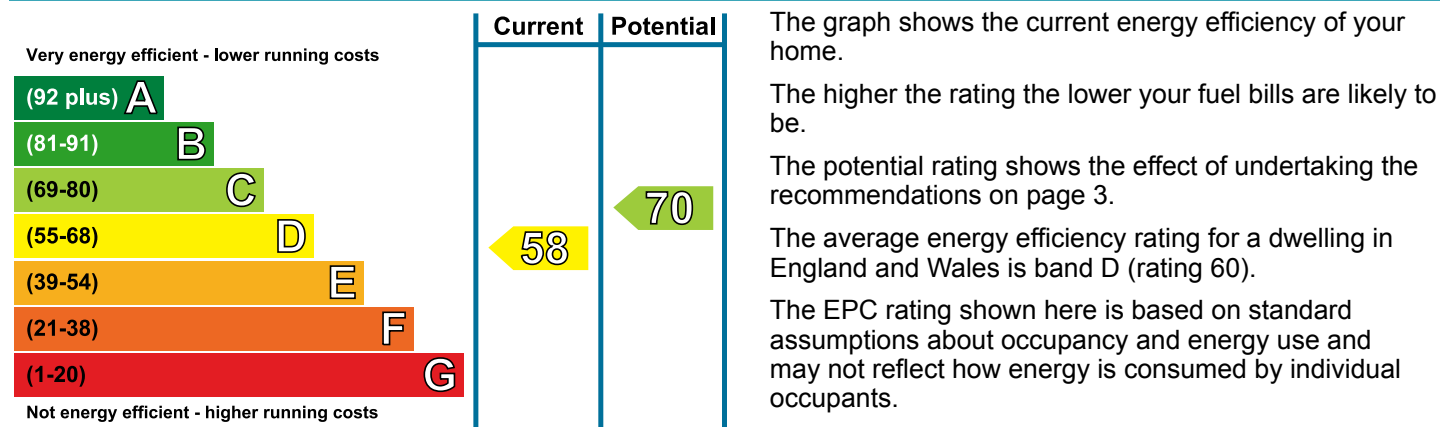 Current Potential
Very energy efficient - lower running costs
(92 plus) A
(81-91) B
(69-80) C
(55-68) D
(39-54) E
(21-38) F
(1-20) G
Not energy efficient - higher running costs
58
70
The graph shows the current energy efficiency of your
home.
The higher the rating the lower your fuel bills are likely to
be.
The potential rating shows the effect of undertaking the
recommendations on page 3.
The average energy efficiency rating for a dwelling in
England and Wales is band D (rating 60).
The EPC rating shown here is based on standard
assumptions about occupancy and energy use and
may not reflect how energy is consumed by individual
occupants.